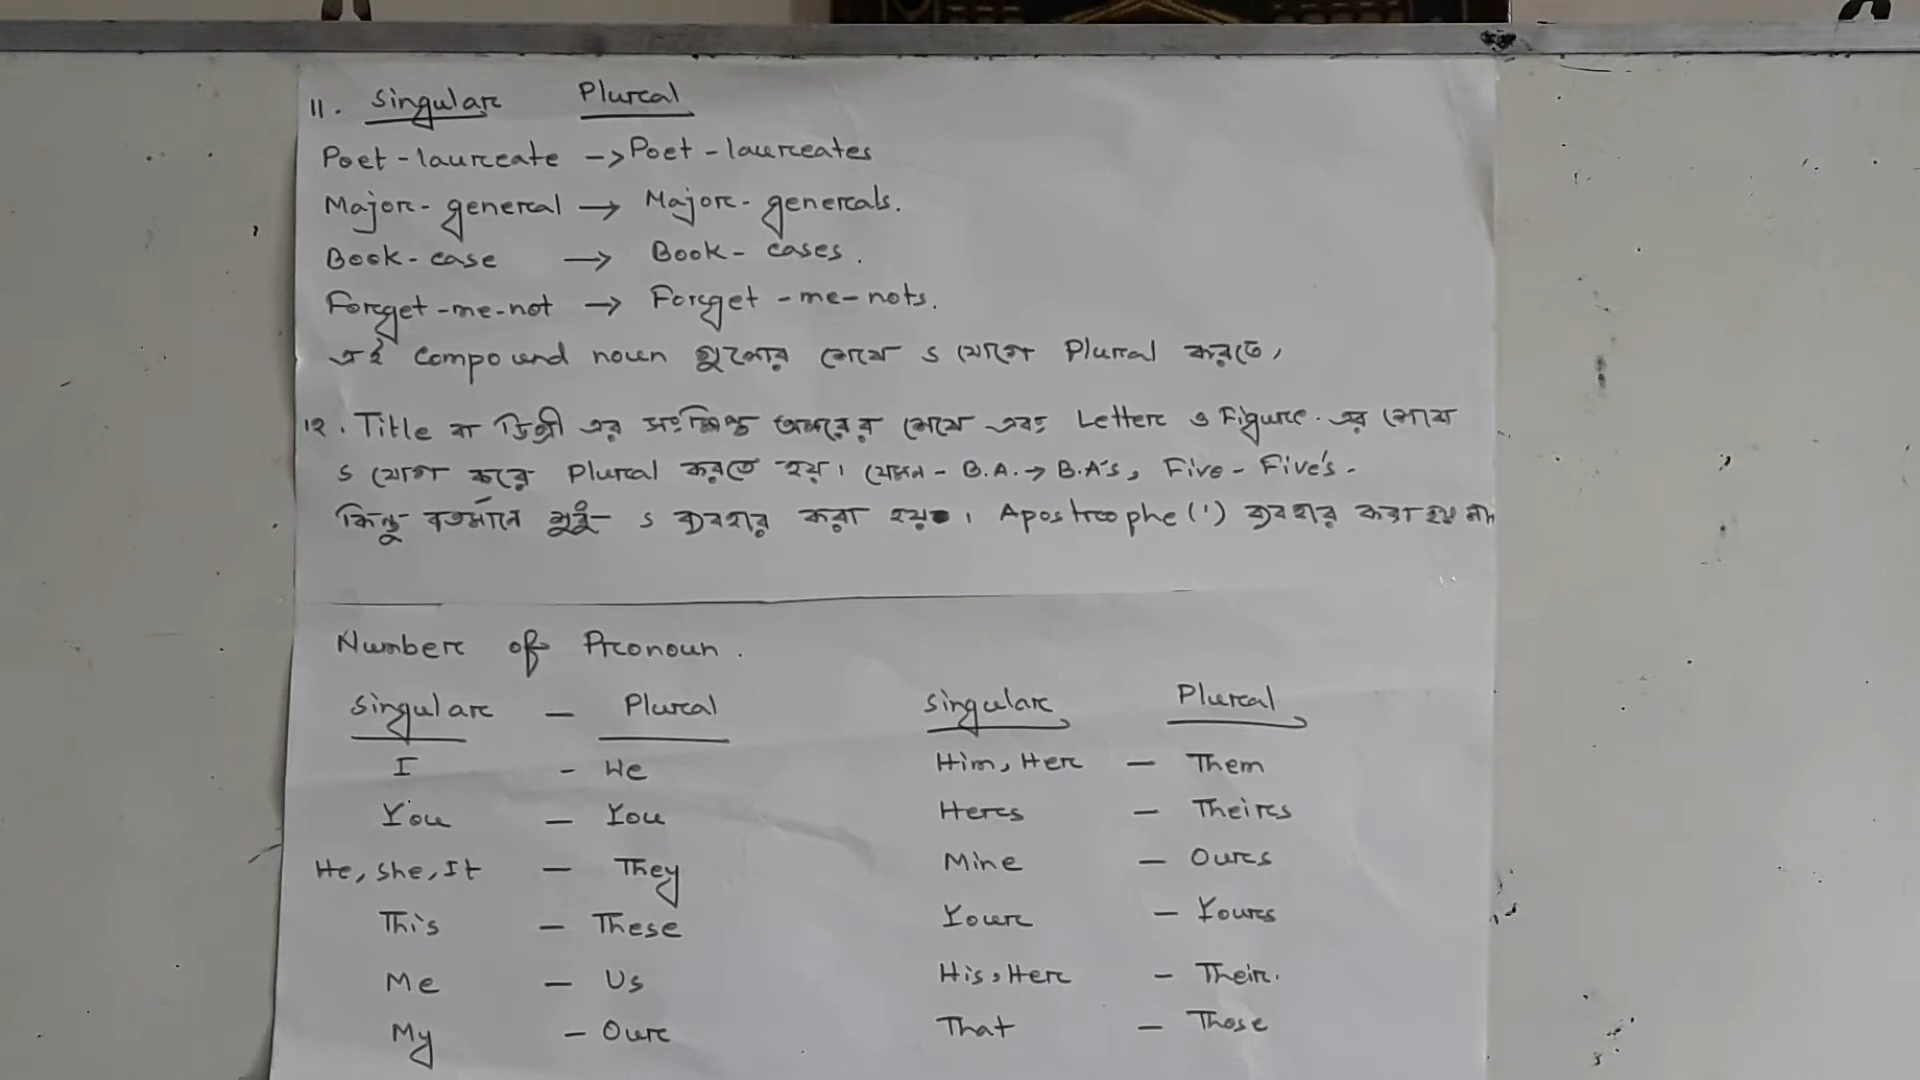 11. Singular Plural
Poet-laureate -> Poet-laureates
Major-general → Major-generals.
Book-case → Book-cases.
Forget-me-not → Forget-me-nots.
এই Compound noun গুলোর শেষে s যোগে Plural করতে,
১২. Title বা ডিগ্রী এর সংক্ষিপ্ত অক্ষরের শেষে এবং Letter ও Figure. এর শেষে
s যোগ করে Plural করতে হয়। যেমন - B.A. → B.A's, Five - Five's.
কিন্তু বর্তমানে শুধু s ব্যবহার করা হয়। Apostrophe (') ব্যবহার করা হয় না
Number of Pronoun.
Singular - Plural Singular Plural
I - We Him, Her - Them
You - You Hers - Theirs
He, She, It - They Mine - Ours
This - These Your - Yours
Me - Us His, Her - Their.
My - Our That - Those